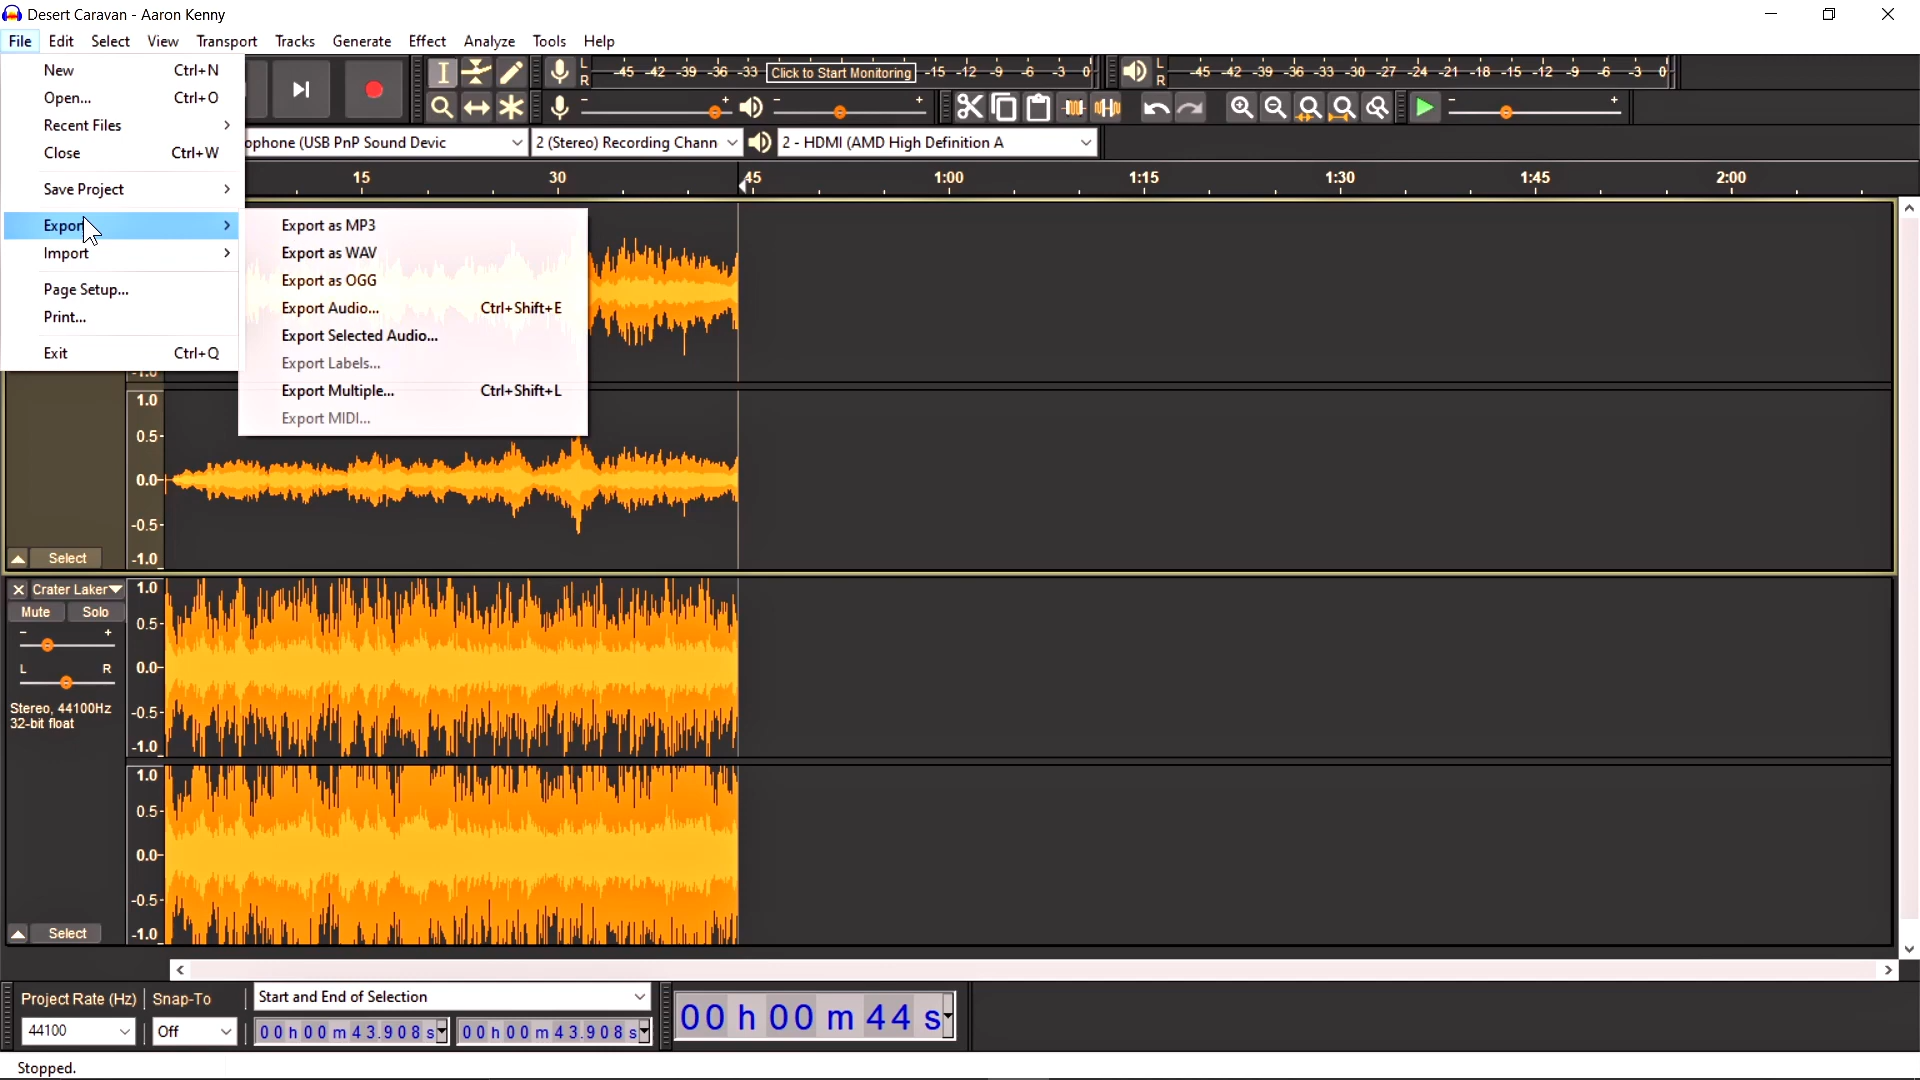 Desert Caravan - Aaron Kenny
File Edit Select View Transport Tracks Generate Effect Analyze Tools Help
New Ctrl+N
Open... Ctrl+O
Recent Files
Close Ctrl+W
Save Project
Export
Import
Page Setup...
Print...
Exit Ctrl+Q
Export as MP3
Export as WAV
Export as OGG
Export Audio... Ctrl+Shift+E
Export Selected Audio...
Export Labels...
Export Multiple... Ctrl+Shift+L
Export MIDI...
L
R
-45 -42 -39 -36 -33 Click to Start Monitoring -15 -12 -9 -6 -3 0
L
R
-45 -42 -39 -36 -33 -30 -27 -24 -21 -18 -15 -12 -9 -6 -3 0
- + - + - +
ophone (USB PnP Sound Devic 2 (Stereo) Recording Chann 2 - HDMI (AMD High Definition A
15 30 45 1:00 1:15 1:30 1:45 2:00
-1.0
1.0
0.5-
0.0-
-0.5-
-1.0
Select
Crater Laker
Mute Solo
- +
L R
Stereo, 44100Hz
32-bit float
1.0
0.5-
0.0-
-0.5-
-1.0
1.0
0.5-
0.0-
-0.5-
-1.0
Select
Project Rate (Hz) Snap-To Start and End of Selection
44100 Off 00 h 00 m 43.908 s 00 h 00 m 43.908 s
00 h 00 m 44 s
Stopped.